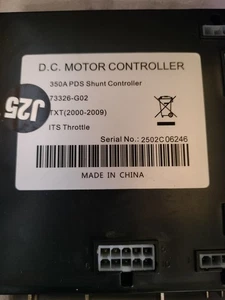 D.C. MOTOR CONTROLLER
350A PDS Shunt Controller
73326-G02
TXT(2000-2009)
ITS Throttle
Serial No.: 2502C06246
MADE IN CHINA
J25